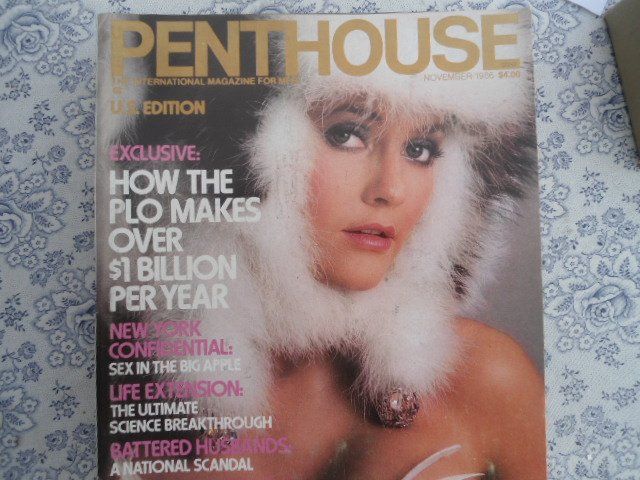 PENTHOUSE
THE INTERNATIONAL MAGAZINE FOR MEN
NOVEMBER 1986 $4.00
U.S. EDITION
EXCLUSIVE:
HOW THE
PLO MAKES
OVER
$1 BILLION
PER YEAR
NEW YORK
CONFIDENTIAL:
SEX IN THE BIG APPLE
LIFE EXTENSION:
THE ULTIMATE
SCIENCE BREAKTHROUGH
BATTERED HUSBANDS:
A NATIONAL SCANDAL